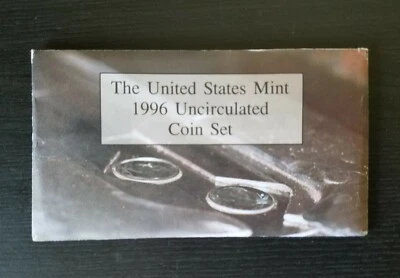 The United States Mint
1996 Uncirculated
Coin Set